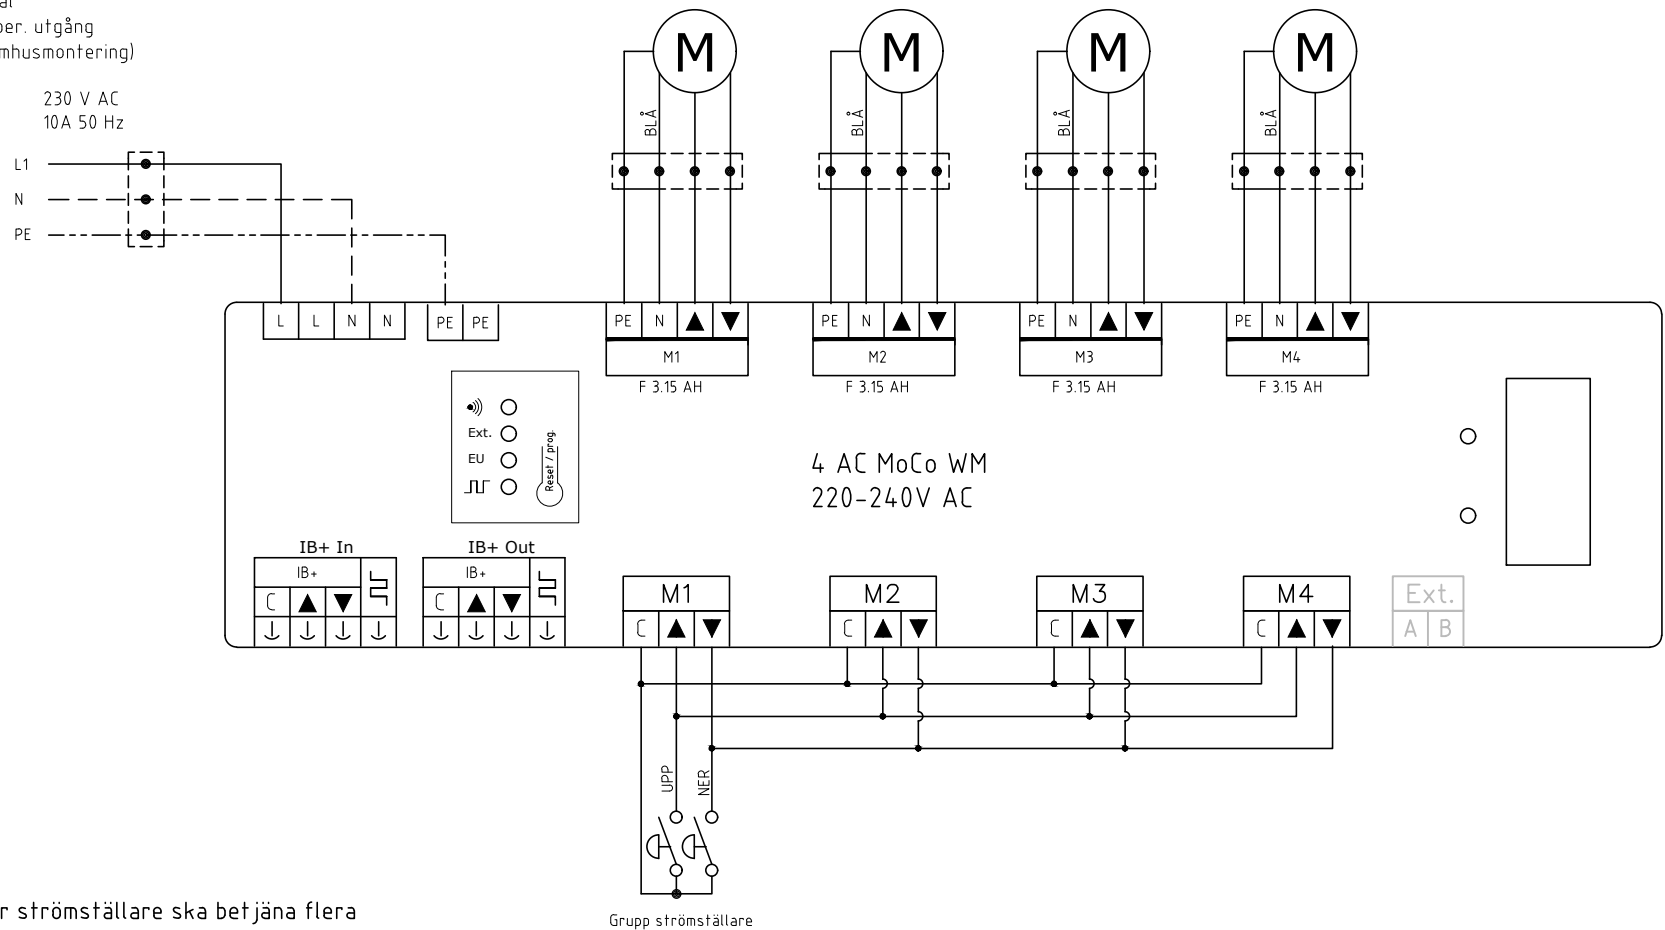 per. utgång
mhusmontering)
230 V AC
10A 50 Hz
L1
N
PE
M M M M
BLÅ BLÅ BLÅ BLÅ
L L N N PE PE
PE N ▲ ▼ PE N ▲ ▼ PE N ▲ ▼ PE N ▲ ▼
M1 M2 M3 M4
F 3.15 AH F 3.15 AH F 3.15 AH F 3.15 AH
Ext.
EU
Reset / prog.
4 AC MoCo WM
220-240V AC
IB+ In IB+ Out
IB+ IB+
C ▲ ▼ C ▲ ▼
M1 M2 M3 M4 Ext.
C ▲ ▼ C ▲ ▼ C ▲ ▼ C ▲ ▼ A B
UPP NER
r strömställare ska betjäna flera
Grupp strömställare